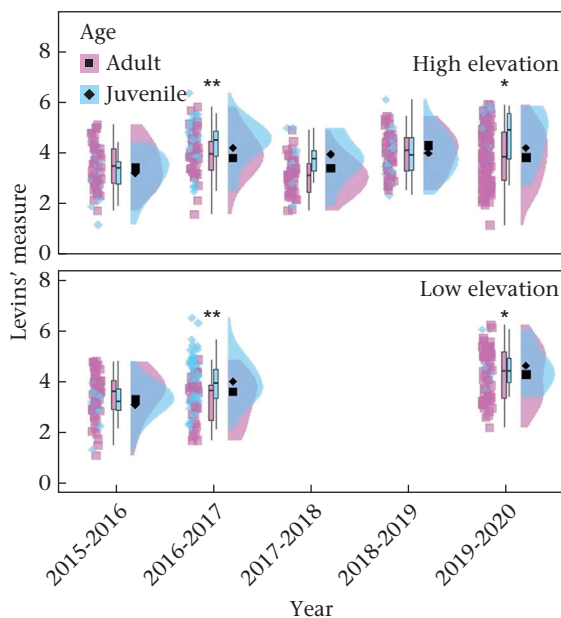 Age
Adult
Juvenile
High elevation
8
6
4
2
0
**
*
Low elevation
8
6
4
2
0
**
*
Levins' measure
2015-2016
2016-2017
2017-2018
2018-2019
2019-2020
Year